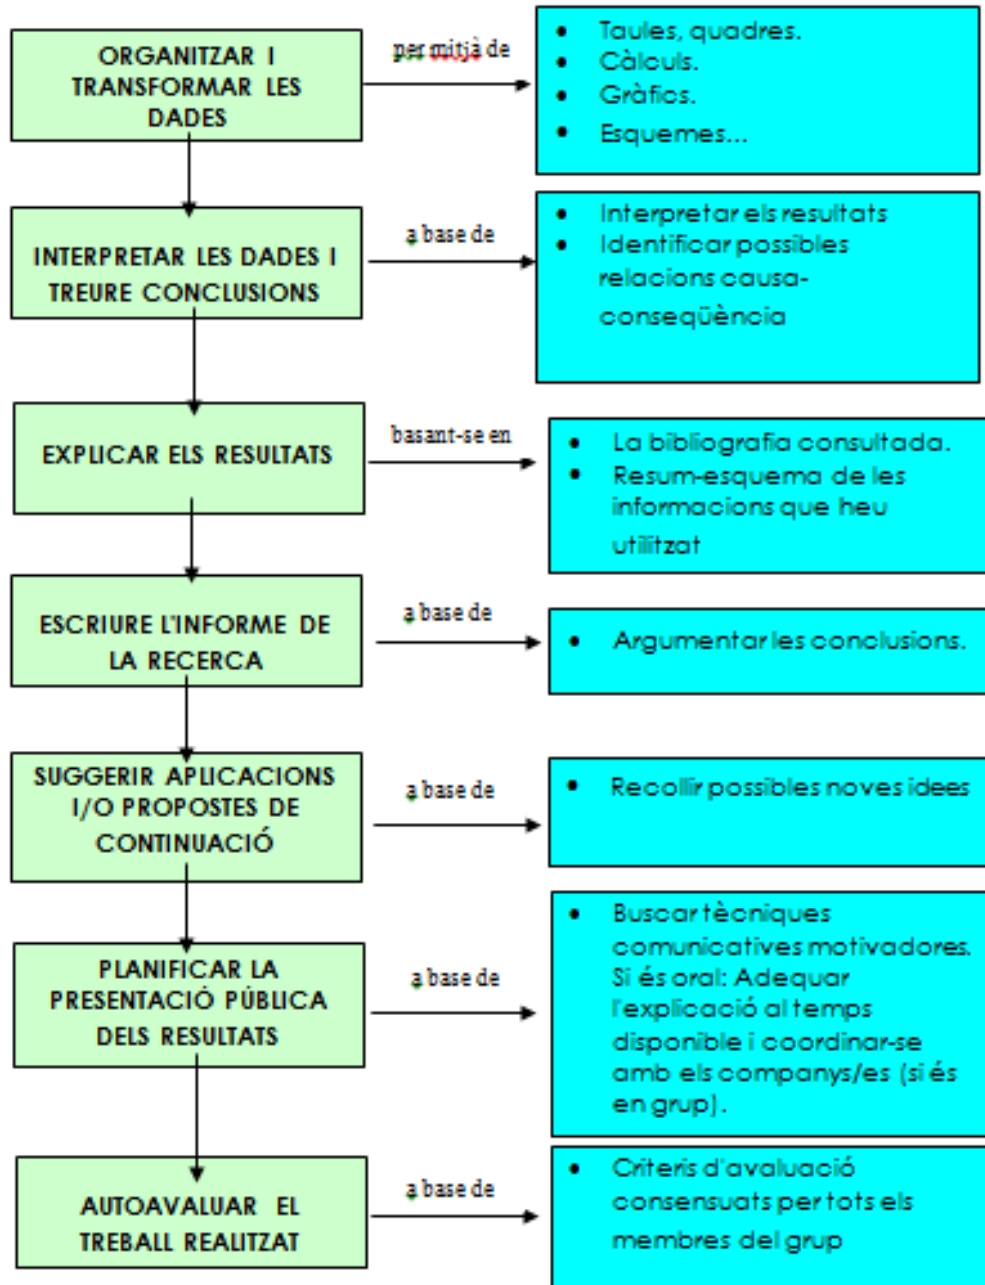 ORGANITZAR I
TRANSFORMAR LES
DADES
per mitjà de
• Taules, quadres.
• Càlculs.
• Gràfics.
• Esquemes...
INTERPRETAR LES DADES I
TREURE CONCLUSIONS
a base de
• Interpretar els resultats
• Identificar possibles
relacions causa-
conseqüència
EXPLICAR ELS RESULTATS
basant-se en
• La bibliografia consultada.
• Resum-esquema de les
informacions que heu
utilitzat
ESCRIURE L'INFORME DE
LA RECERCA
a base de
• Argumentar les conclusions.
SUGGERIR APLICACIONS
I/O PROPOSTES DE
CONTINUACIÓ
a base de
• Recollir possibles noves idees
PLANIFICAR LA
PRESENTACIÓ PÚBLICA
DELS RESULTATS
a base de
• Buscar tècniques
comunicatives motivadores.
Si és oral: Adequar
l'explicació al temps
disponible i coordinar-se
amb els companys/es (si és
en grup).
AUTOAVALUAR EL
TREBALL REALITZAT
a base de
• Criteris d'avaluació
consensuats per tots els
membres del grup